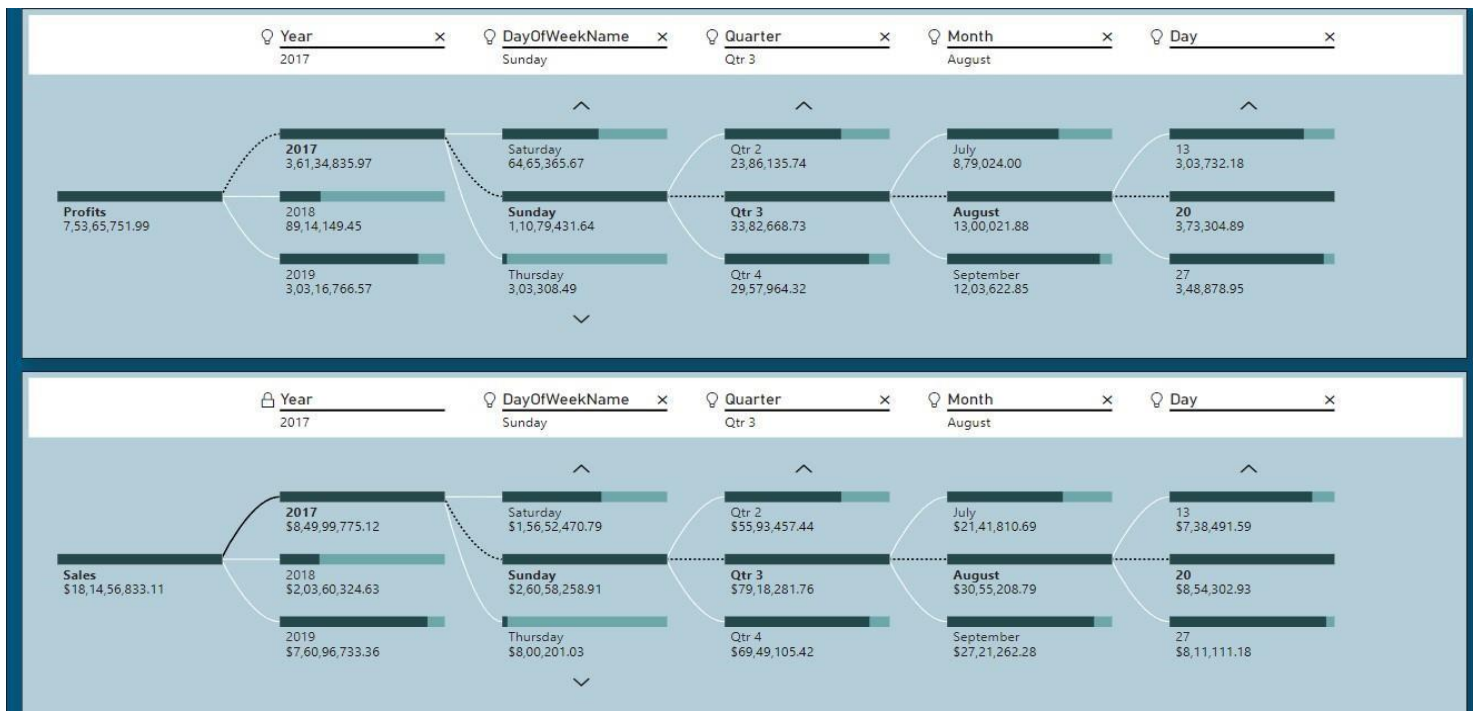 Year × DayOfWeekName × Quarter × Month × Day ×
2017 Sunday Qtr 3 August
2017 Saturday Qtr 2 July 13
3,61,34,835.97 64,65,365.67 23,86,135.74 8,79,024.00 3,03,732.18
Profits 2018 Sunday Qtr 3 August 20
7,53,65,751.99 89,14,149.45 1,10,79,431.64 33,82,668.73 13,00,021.88 3,73,304.89
2019 Thursday Qtr 4 September 27
3,03,16,766.57 3,03,308.49 29,57,964.32 12,03,622.85 3,48,878.95
Year DayOfWeekName × Quarter × Month × Day ×
2017 Sunday Qtr 3 August
2017 Saturday Qtr 2 July 13
$8,49,99,775.12 $1,56,52,470.79 $55,93,457.44 $21,41,810.69 $7,38,491.59
Sales 2018 Sunday Qtr 3 August 20
$18,14,56,833.11 $2,03,60,324.63 $2,60,58,258.91 $79,18,281.76 $30,55,208.79 $8,54,302.93
2019 Thursday Qtr 4 September 27
$7,60,96,733.36 $8,00,201.03 $69,49,105.42 $27,21,262.28 $8,11,111.18